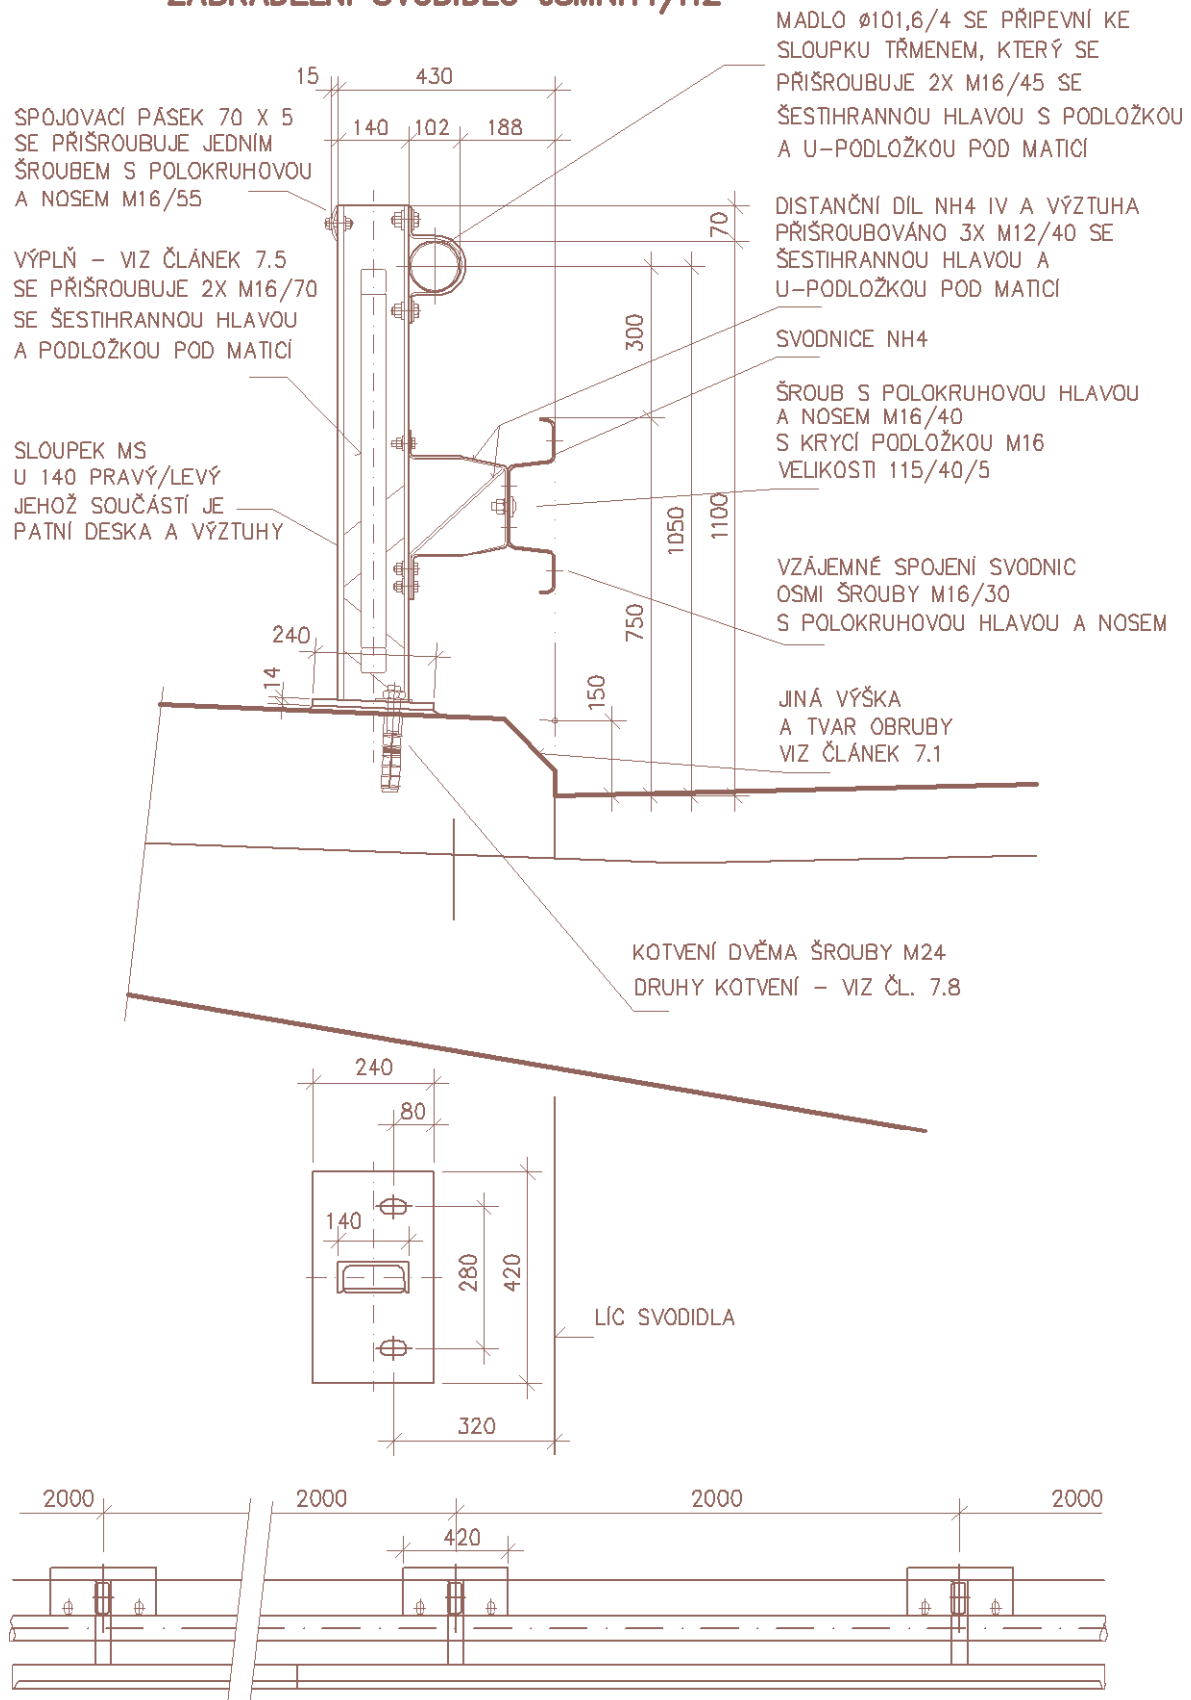 ZÁBRADELNÍ SVODIDLO
MADLO ø101,6/4 SE PŘIPEVNÍ KE
SLOUPKU TŘMENEM, KTERÝ SE
PŘIŠROUBUJE 2X M16/45 SE
ŠESTIHRANNOU HLAVOU S PODLOŽKOU
A U-PODLOŽKOU POD MATICÍ
15
430
140
102
188
SPOJOVACÍ PÁSEK 70 X 5
SE PŘIŠROUBUJE JEDNÍM
ŠROUBEM S POLOKRUHOVOU
A NOSEM M16/55
DISTANČNÍ DÍL NH4 IV A VÝZTUHA
PŘIŠROUBOVÁNO 3X M12/40 SE
ŠESTIHRANNOU HLAVOU A
U-PODLOŽKOU POD MATICÍ
70
VÝPLŇ - VIZ ČLÁNEK 7.5
SE PŘIŠROUBUJE 2X M16/70
SE ŠESTIHRANNOU HLAVOU
A PODLOŽKOU POD MATICÍ
300
SVODNICE NH4
ŠROUB S POLOKRUHOVOU HLAVOU
A NOSEM M16/40
S KRYCÍ PODLOŽKOU M16
VELIKOSTI 115/40/5
SLOUPEK MS
U 140 PRAVÝ/LEVÝ
JEHOŽ SOUČÁSTÍ JE
PATNÍ DESKA A VÝZTUHY
1050
1100
VZÁJEMNÉ SPOJENÍ SVODNIC
OSMI ŠROUBY M16/30
S POLOKRUHOVOU HLAVOU A NOSEM
750
240
14
150
JINÁ VÝŠKA
A TVAR OBRUBY
VIZ ČLÁNEK 7.1
KOTVENÍ DVĚMA ŠROUBY M24
DRUHY KOTVENÍ - VIZ ČL. 7.8
240
80
140
280
420
LÍC SVODIDLA
320
2000
2000
2000
2000
420